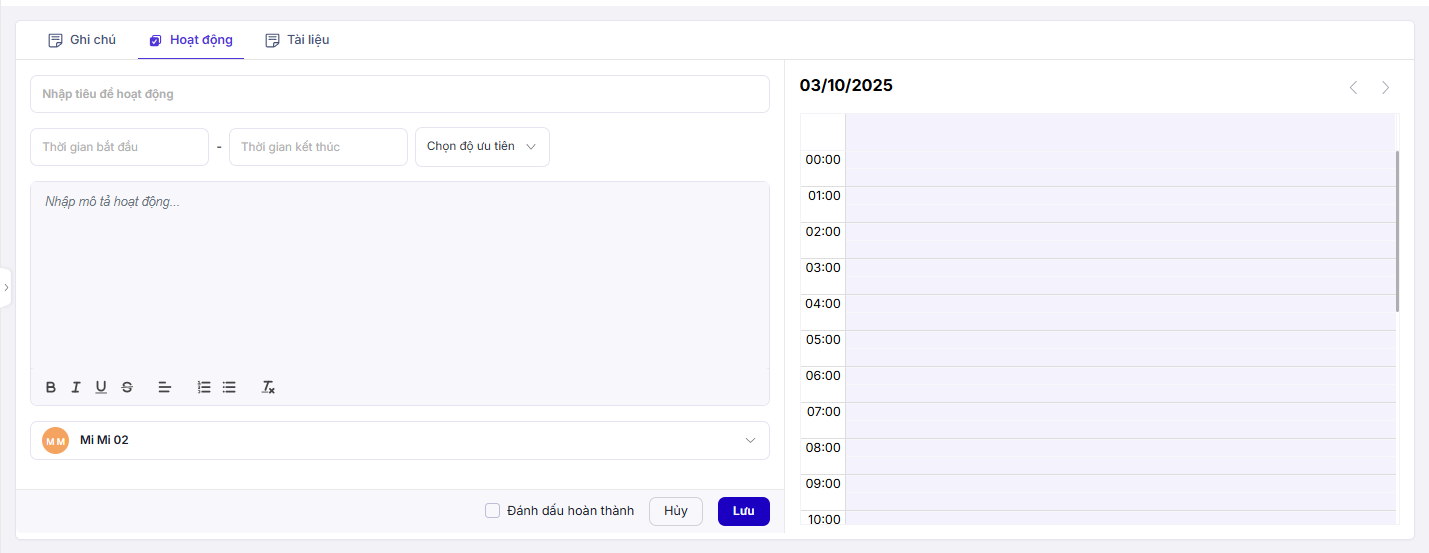 Ghi chú
Hoạt động
Tài liệu
Nhập tiêu đề hoạt động
Thời gian bắt đầu - Thời gian kết thúc Chọn độ ưu tiên
Nhập mô tả hoạt động...
MM Mi Mi 02
Đánh dấu hoàn thành Hủy Lưu
03/10/2025
00:00
01:00
02:00
03:00
04:00
05:00
06:00
07:00
08:00
09:00
10:00